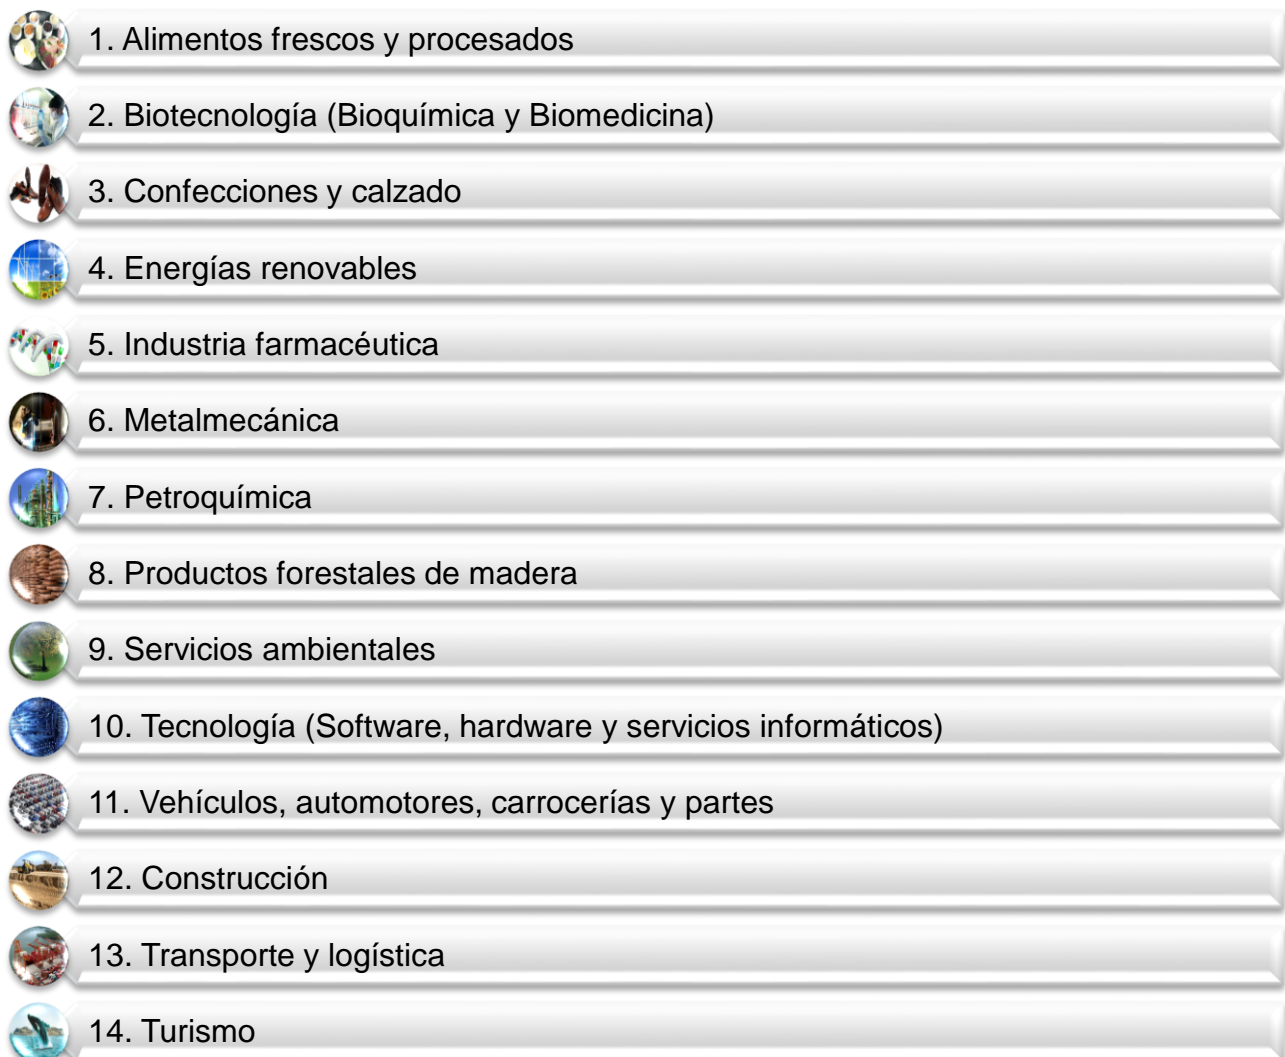 1. Alimentos frescos y procesados
2. Biotecnología (Bioquímica y Biomedicina)
3. Confecciones y calzado
4. Energías renovables
5. Industria farmacéutica
6. Metalmecánica
7. Petroquímica
8. Productos forestales de madera
9. Servicios ambientales
10. Tecnología (Software, hardware y servicios informáticos)
11. Vehículos, automotores, carrocerías y partes
12. Construcción
13. Transporte y logística
14. Turismo